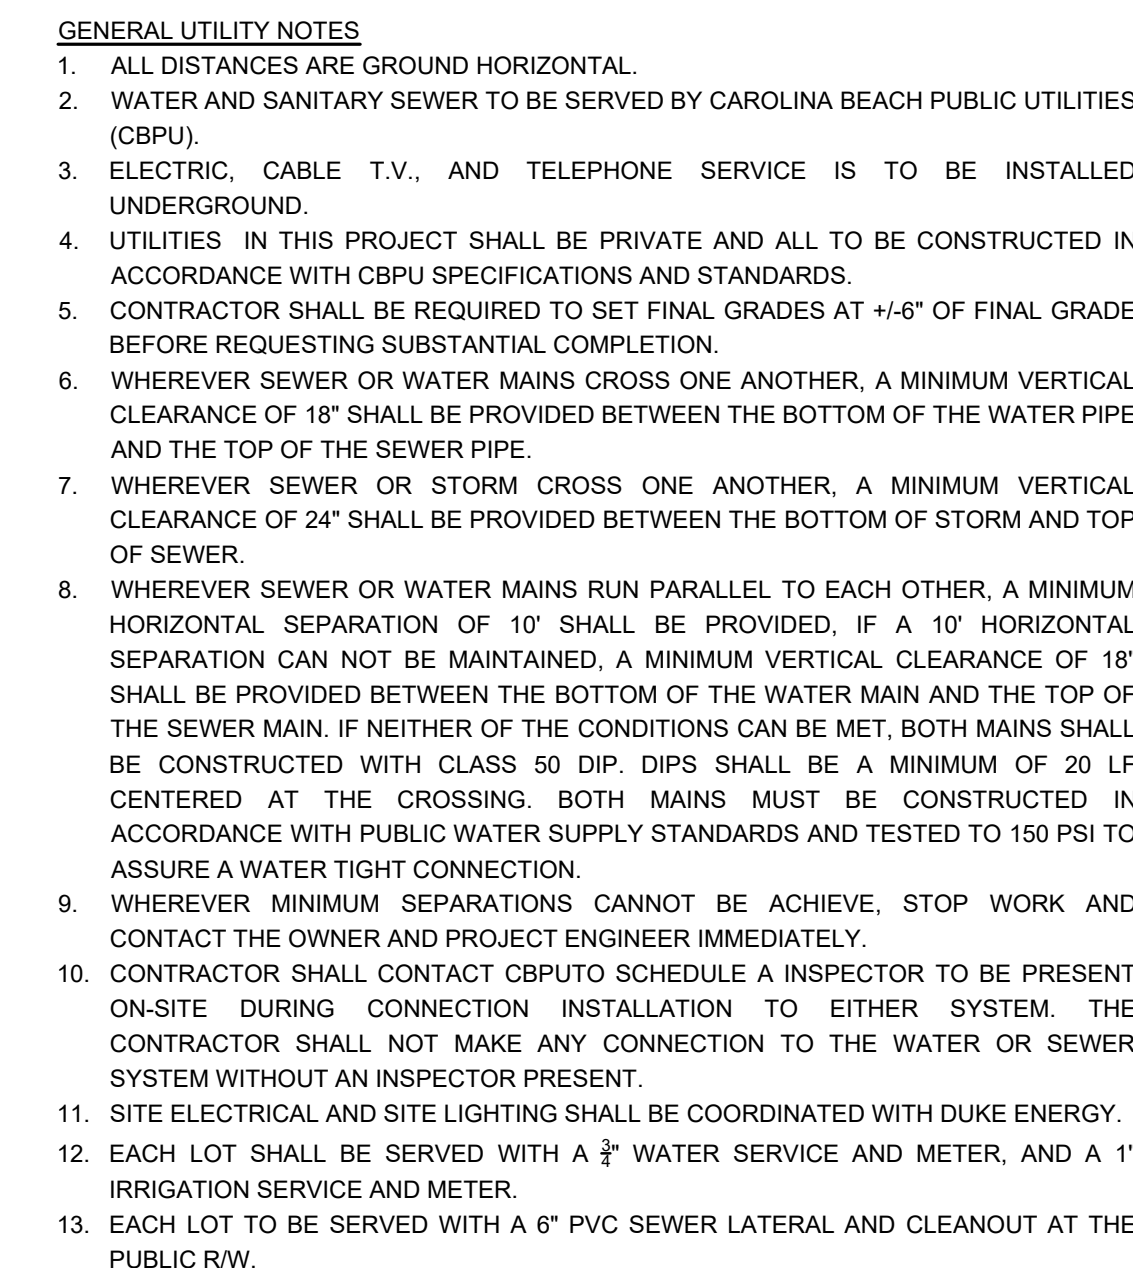 GENERAL UTILITY NOTES
1. ALL DISTANCES ARE GROUND HORIZONTAL.
2. WATER AND SANITARY SEWER TO BE SERVED BY CAROLINA BEACH PUBLIC UTILITIES
(CBPU).
3. ELECTRIC, CABLE T.V., AND TELEPHONE SERVICE IS TO BE INSTALLED
UNDERGROUND.
4. UTILITIES IN THIS PROJECT SHALL BE PRIVATE AND ALL TO BE CONSTRUCTED IN
ACCORDANCE WITH CBPU SPECIFICATIONS AND STANDARDS.
5. CONTRACTOR SHALL BE REQUIRED TO SET FINAL GRADES AT +/-6" OF FINAL GRADE
BEFORE REQUESTING SUBSTANTIAL COMPLETION.
6. WHEREVER SEWER OR WATER MAINS CROSS ONE ANOTHER, A MINIMUM VERTICAL
CLEARANCE OF 18" SHALL BE PROVIDED BETWEEN THE BOTTOM OF THE WATER PIPE
AND THE TOP OF THE SEWER PIPE.
7. WHEREVER SEWER OR STORM CROSS ONE ANOTHER, A MINIMUM VERTICAL
CLEARANCE OF 24" SHALL BE PROVIDED BETWEEN THE BOTTOM OF STORM AND TOP
OF SEWER.
8. WHEREVER SEWER OR WATER MAINS RUN PARALLEL TO EACH OTHER, A MINIMUM
HORIZONTAL SEPARATION OF 10' SHALL BE PROVIDED, IF A 10' HORIZONTAL
SEPARATION CAN NOT BE MAINTAINED, A MINIMUM VERTICAL CLEARANCE OF 18"
SHALL BE PROVIDED BETWEEN THE BOTTOM OF THE WATER MAIN AND THE TOP OF
THE SEWER MAIN. IF NEITHER OF THE CONDITIONS CAN BE MET, BOTH MAINS SHALL
BE CONSTRUCTED WITH CLASS 50 DIP. DIPS SHALL BE A MINIMUM OF 20 LF
CENTERED AT THE CROSSING. BOTH MAINS MUST BE CONSTRUCTED IN
ACCORDANCE WITH PUBLIC WATER SUPPLY STANDARDS AND TESTED TO 150 PSI TO
ASSURE A WATER TIGHT CONNECTION.
9. WHEREVER MINIMUM SEPARATIONS CANNOT BE ACHIEVE, STOP WORK AND
CONTACT THE OWNER AND PROJECT ENGINEER IMMEDIATELY.
10. CONTRACTOR SHALL CONTACT CBPUTO SCHEDULE A INSPECTOR TO BE PRESENT
ON-SITE DURING CONNECTION INSTALLATION TO EITHER SYSTEM. THE
CONTRACTOR SHALL NOT MAKE ANY CONNECTION TO THE WATER OR SEWER
SYSTEM WITHOUT AN INSPECTOR PRESENT.
11. SITE ELECTRICAL AND SITE LIGHTING SHALL BE COORDINATED WITH DUKE ENERGY.
12. EACH LOT SHALL BE SERVED WITH A ¾" WATER SERVICE AND METER, AND A 1"
IRRIGATION SERVICE AND METER.
13. EACH LOT TO BE SERVED WITH A 6" PVC SEWER LATERAL AND CLEANOUT AT THE
PUBLIC R/W.